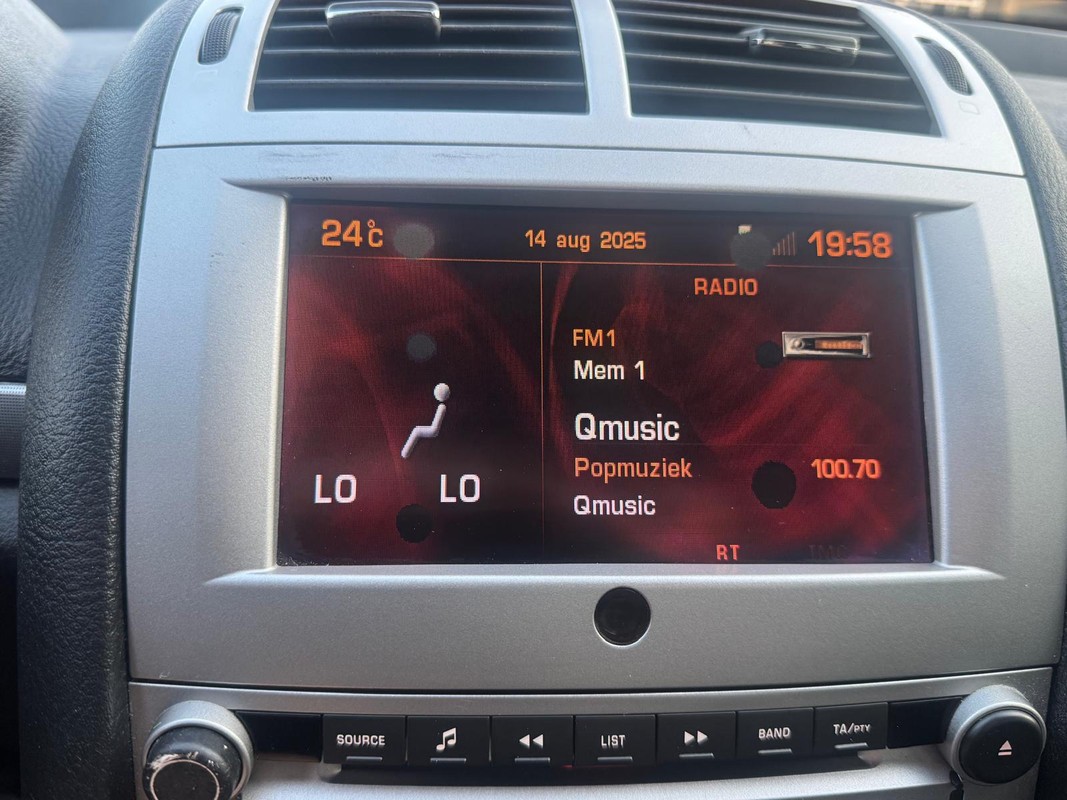 24°C
14 aug 2025
19:58
RADIO
FM1
Mem 1
Qmusic
Popmuziek
100.70
Qmusic
LO
LO
RT
SOURCE
LIST
BAND
TA/PTY